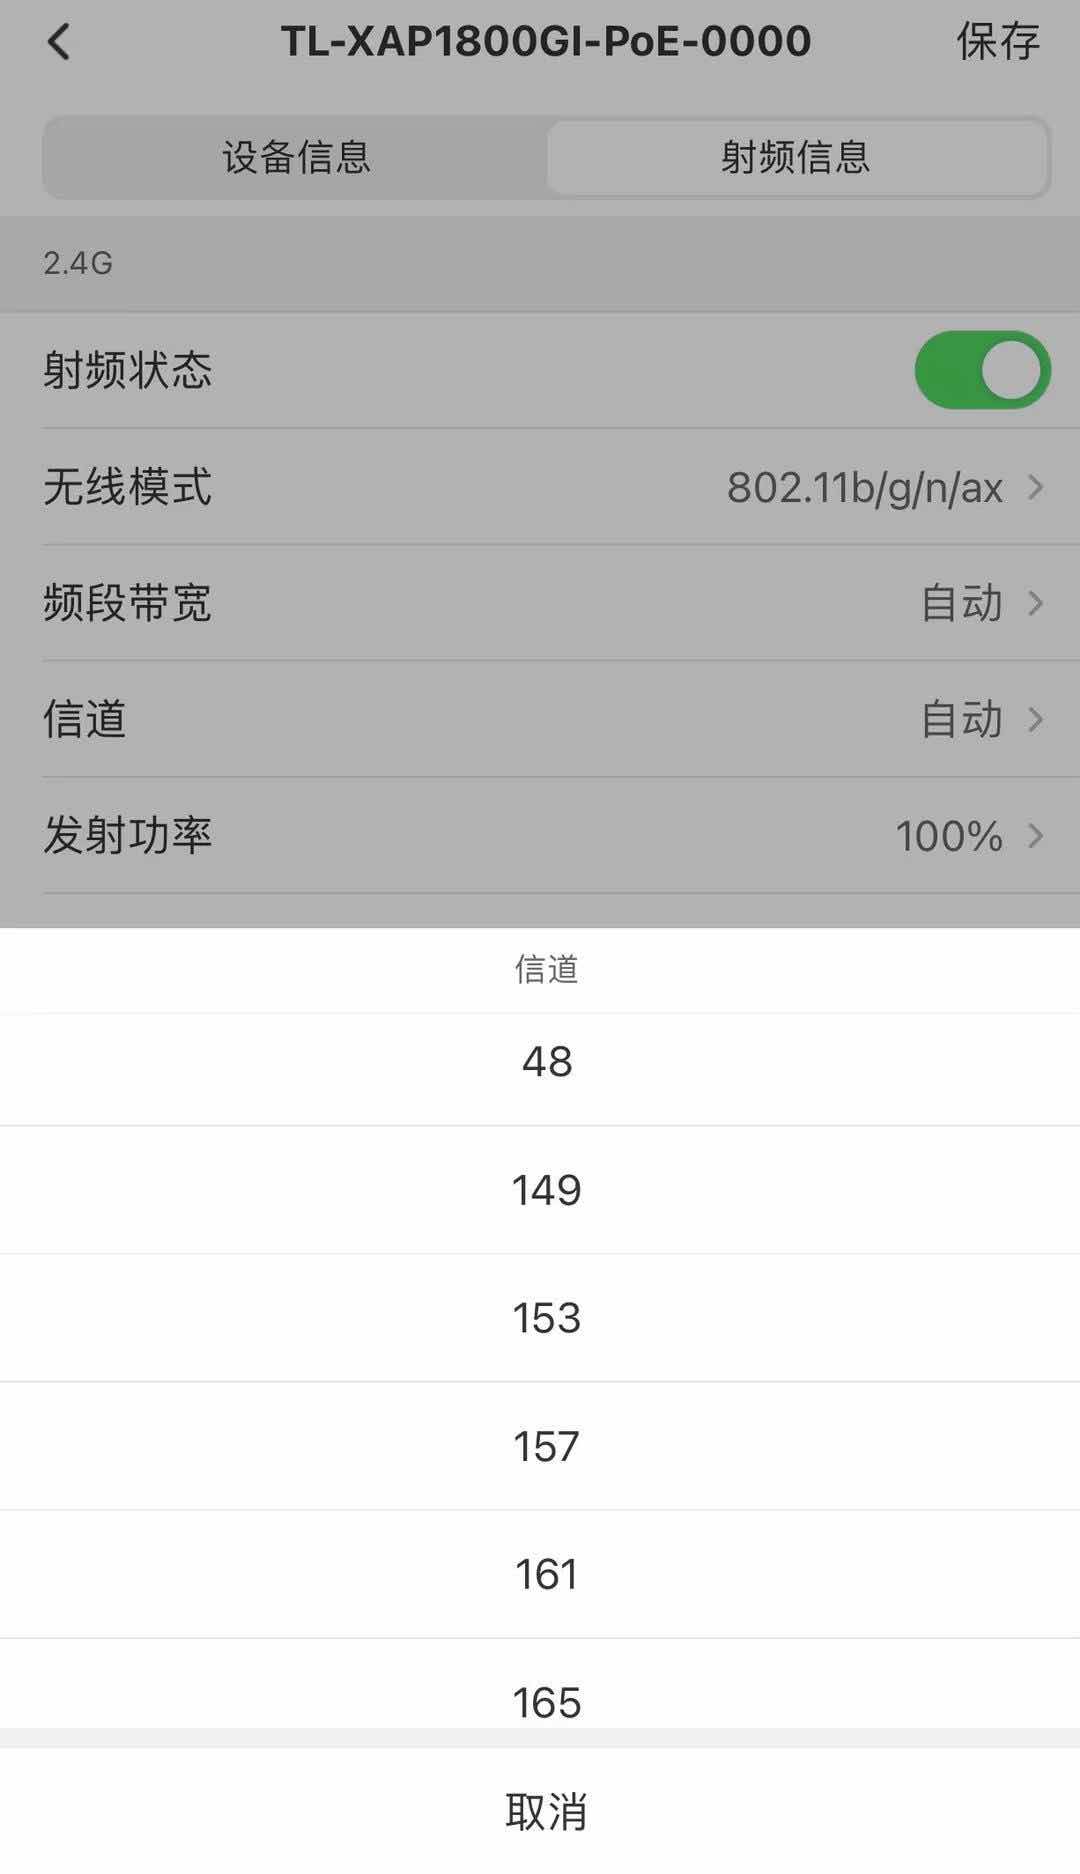 TL-XAP1800GI-PoE-0000 保存
设备信息 射频信息
2.4G
射频状态
无线模式 802.11b/g/n/ax
频段带宽 自动
信道 自动
发射功率 100%
信道
48
149
153
157
161
165
取消